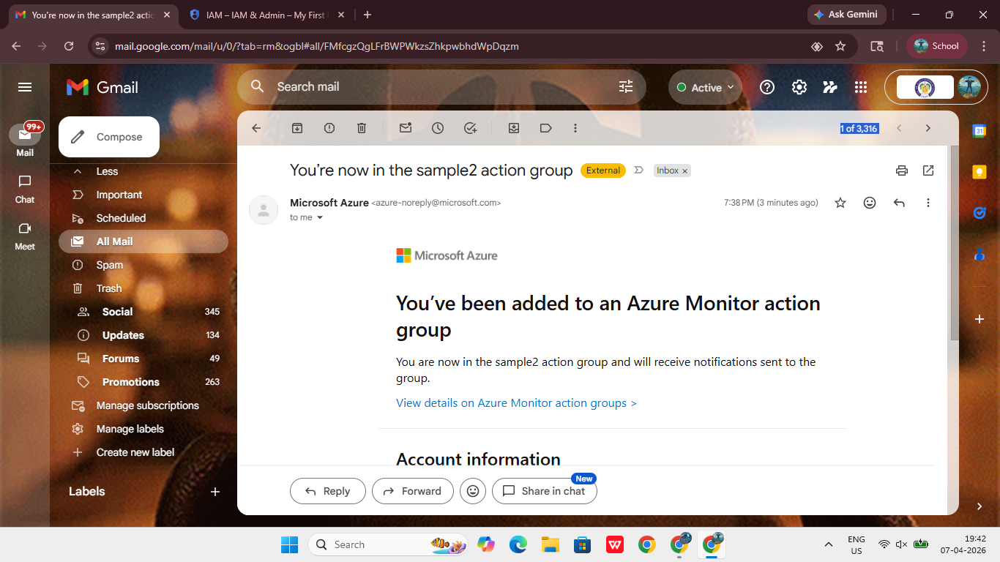 You're now in the sample2 actio
IAM – IAM & Admin – My First
Ask Gemini
mail.google.com/mail/u/0/?tab=rm&ogbl#all/FMfcgzQgLFrBWPWkzsZhkpwbhdWpDqzm
School
Gmail
Search mail
Active
99+
Mail
Chat
Meet
Compose
Less
Important
Scheduled
All Mail
Spam
Trash
Social 345
Updates 134
Forums 49
Promotions 263
Manage subscriptions
Manage labels
Create new label
Labels
1 of 3,316
You're now in the sample2 action group External Inbox ×
Microsoft Azure <azure-noreply@microsoft.com> 7:38 PM (3 minutes ago)
to me
Microsoft Azure
You've been added to an Azure Monitor action
group
You are now in the sample2 action group and will receive notifications sent to the
group.
View details on Azure Monitor action groups >
Account information
Reply
Forward
Share in chat
New
31
Search
W
ENG
US
19:42
07-04-2026